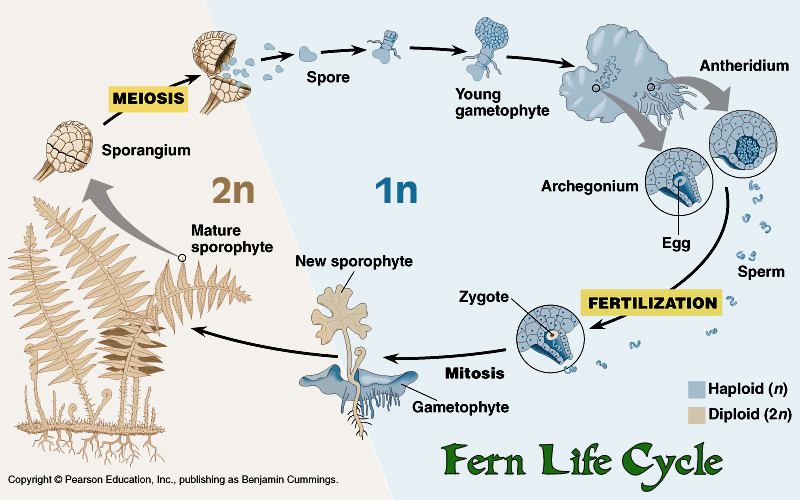 MEIOSIS
Spore
Young
gametophyte
Antheridium
Sporangium
2n
1n
Archegonium
Egg
Mature
sporophyte
New sporophyte
Sperm
Zygote
FERTILIZATION
Mitosis
Gametophyte
Haploid (n)
Diploid (2n)
Fern Life Cycle
Copyright © Pearson Education, Inc., publishing as Benjamin Cummings.